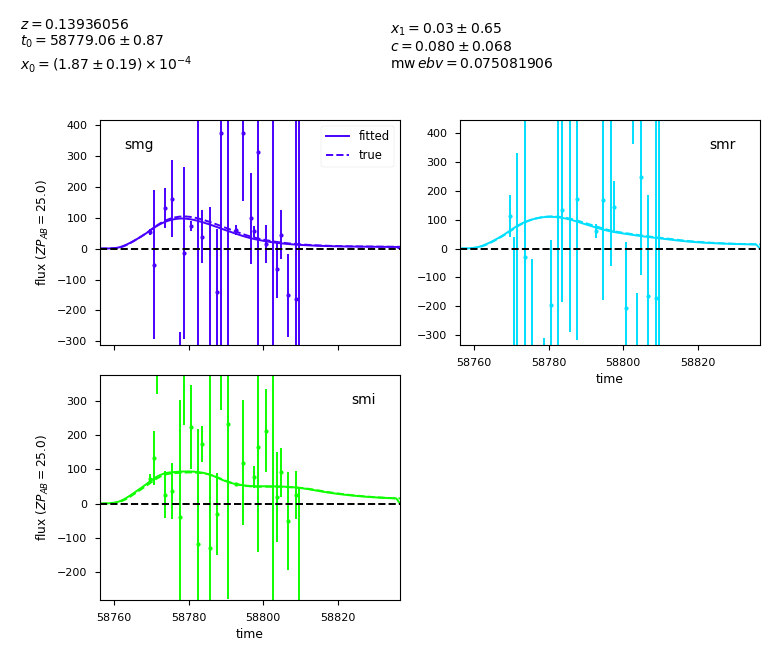 z = 0.13936056
t₀ = 58779.06 ± 0.87
x₀ = (1.87 ± 0.19) × 10⁻⁴
x₁ = 0.03 ± 0.65
c = 0.080 ± 0.068
mw ebv = 0.075081906
400
300
200
100
0
−100
−200
−300
flux (ZP_AB = 25.0)
smg
fitted
true
400
300
200
100
0
−100
−200
−300
smr
58760
58780
58800
58820
time
300
200
100
0
−100
−200
flux (ZP_AB = 25.0)
smi
58760
58780
58800
58820
time